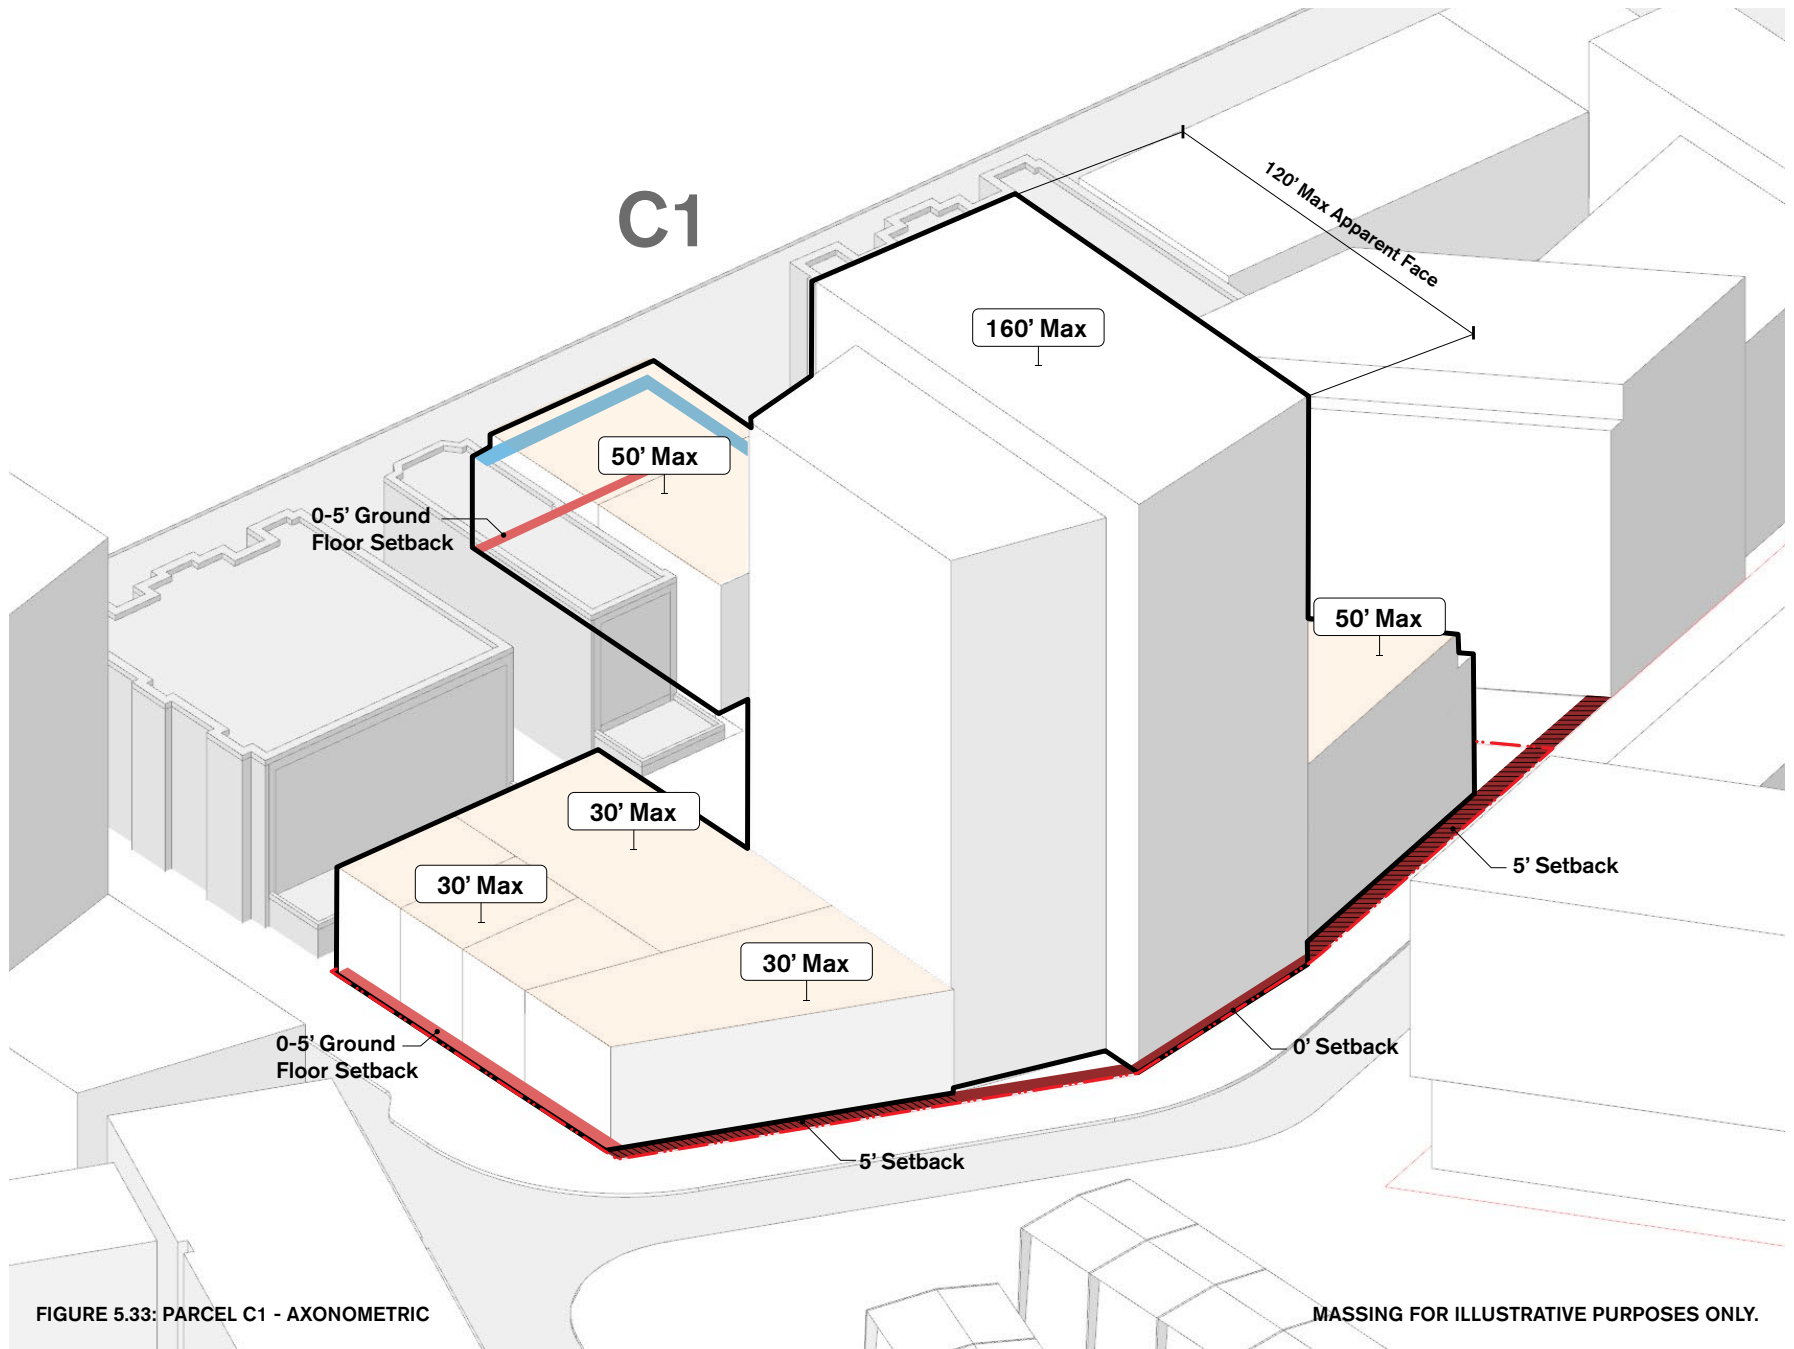 C1
120’ Max Apparent Face
160’ Max
50’ Max
0-5’ Ground
Floor Setback
50’ Max
30’ Max
30’ Max
5’ Setback
30’ Max
0-5’ Ground
Floor Setback
0’ Setback
5’ Setback
FIGURE 5.33: PARCEL C1 - AXONOMETRIC
MASSING FOR ILLUSTRATIVE PURPOSES ONLY.